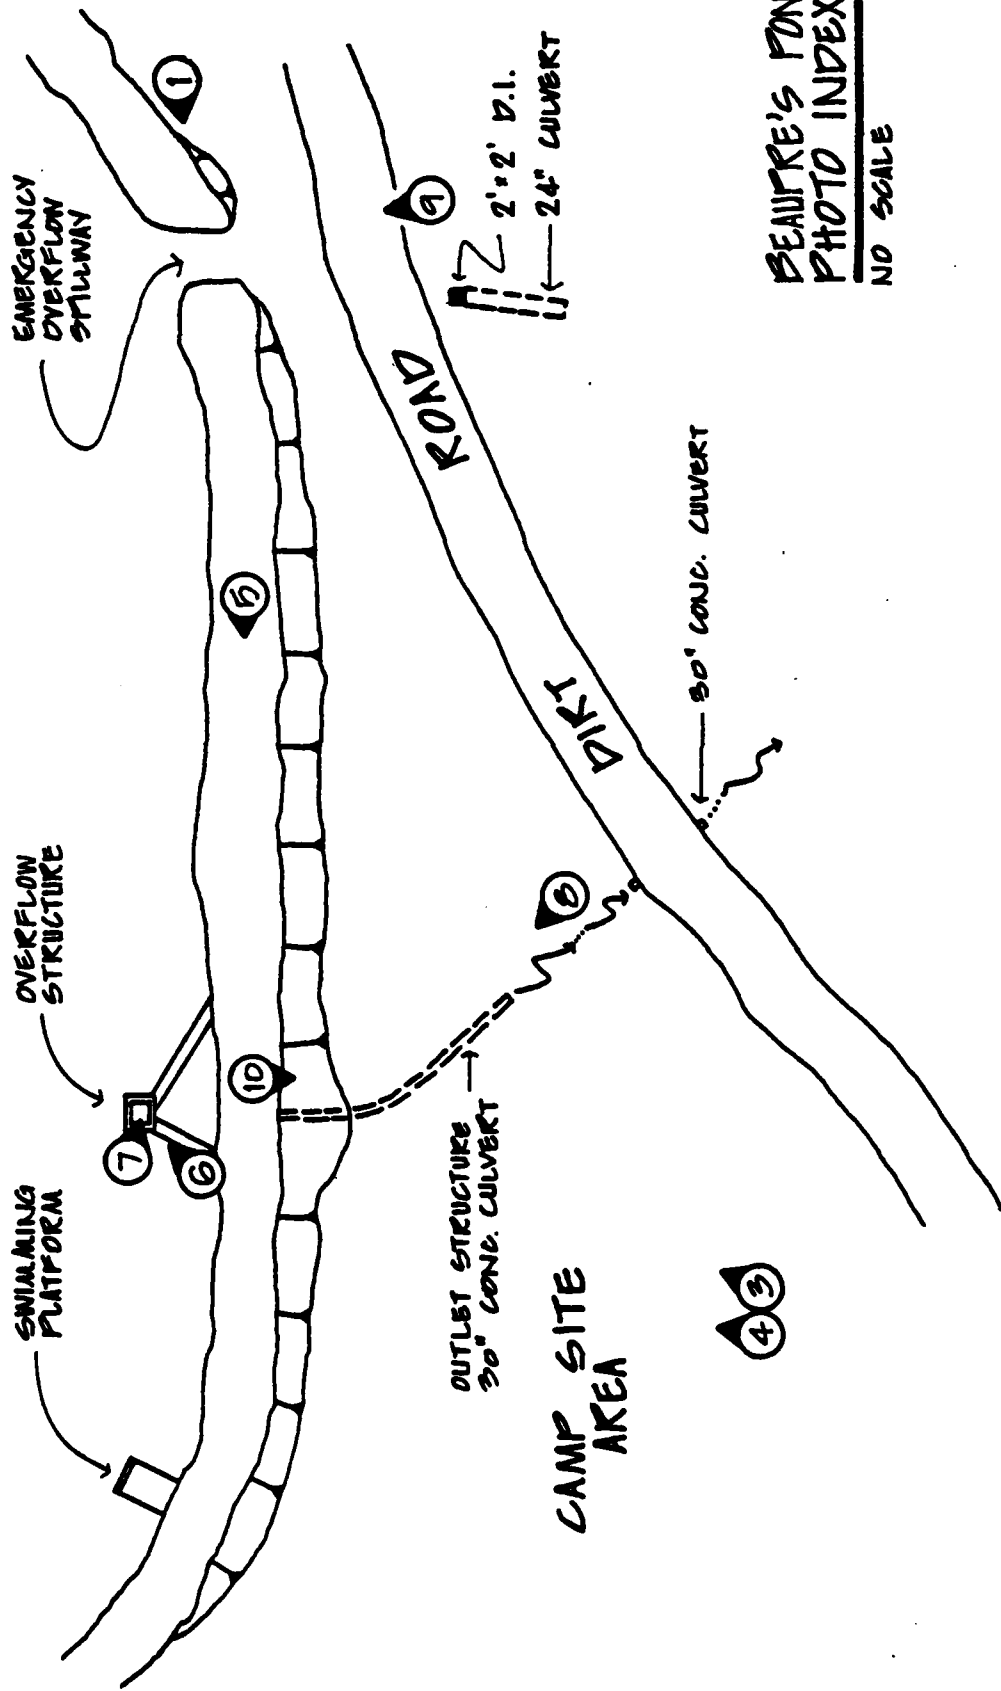 SWIMMING
PLATFORM
OVERFLOW
STRUCTURE
EMERGENCY
OVERFLOW
SPILLWAY
7
6
10
5
1
OUTLET STRUCTURE
30" CONC. CULVERT
8
9
2'x2' D.I.
24" CULVERT
DIRT ROAD
30" CONC. CULVERT
CAMP SITE
AREA
4
3
BEAUPRE'S PON
PHOTO INDEX
NO SCALE